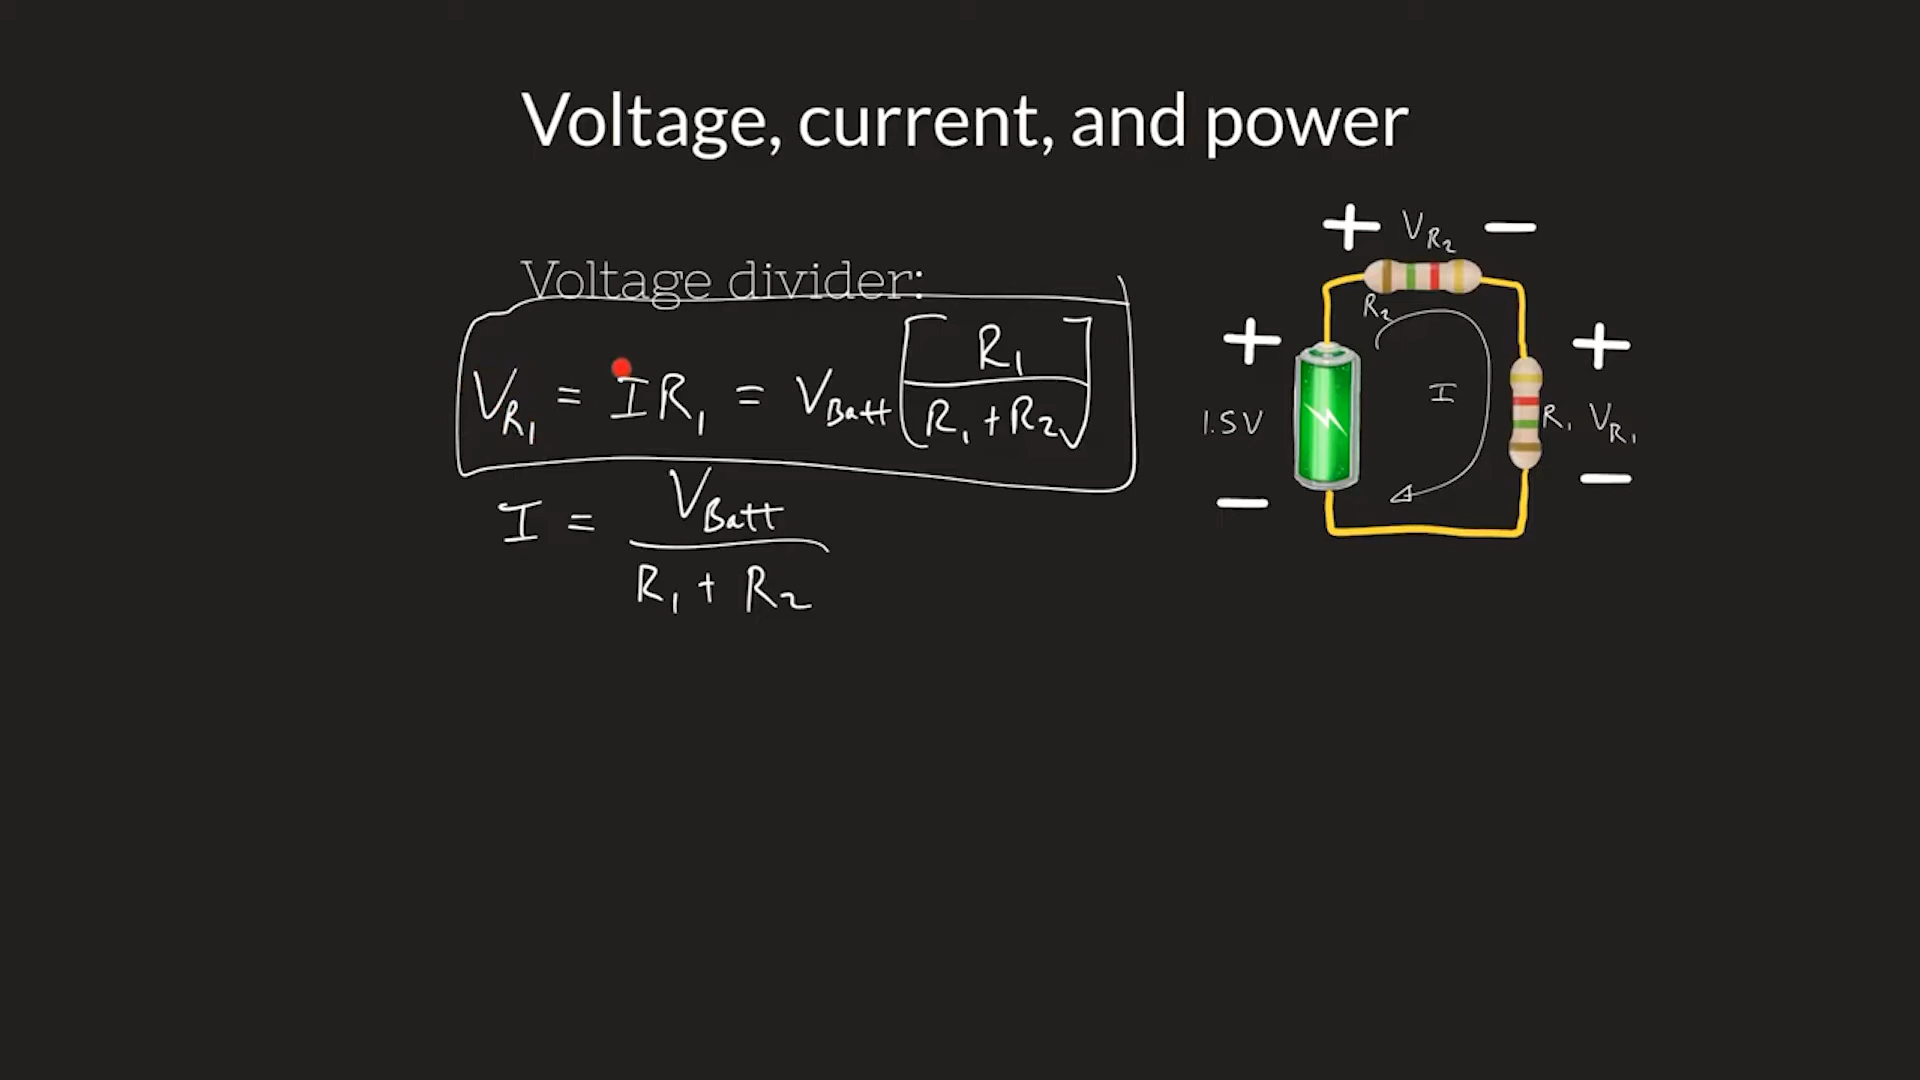 Voltage, current, and power
Voltage divider:
V_R₁ = I R₁ = V_Batt [ R₁ / (R₁ + R₂) ]
I = V_Batt / (R₁ + R₂)
+ V_R₂ −
R₂
+ +
1.5V I R₁ V_R₁
− −